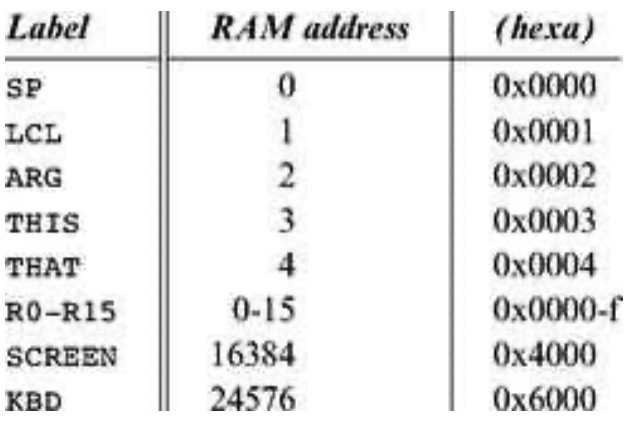 Label RAM address (hexa)
SP 0 0x0000
LCL 1 0x0001
ARG 2 0x0002
THIS 3 0x0003
THAT 4 0x0004
R0-R15 0-15 0x0000-f
SCREEN 16384 0x4000
KBD 24576 0x6000